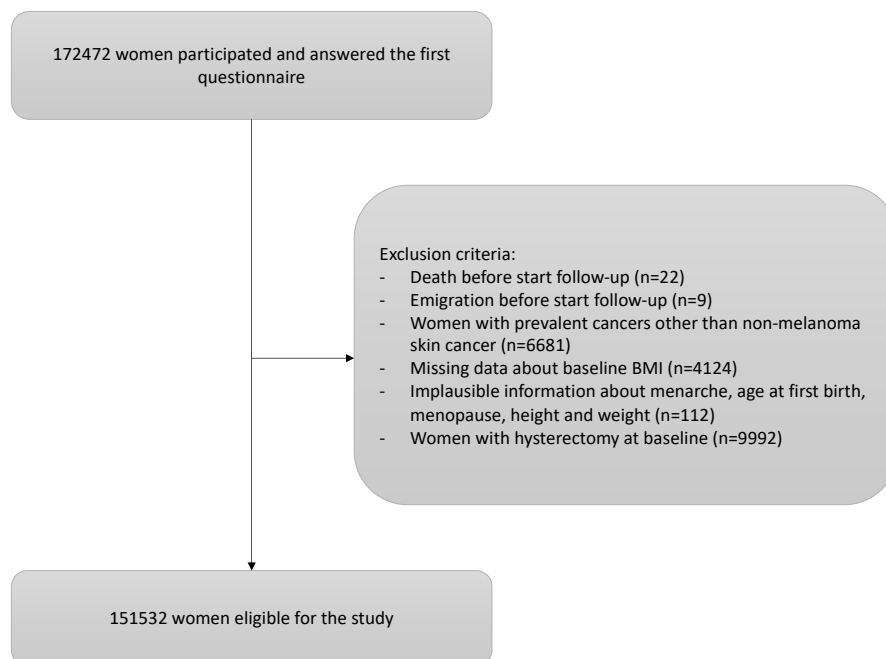 172472 women participated and answered the first
questionnaire
Exclusion criteria:
- Death before start follow-up (n=22)
- Emigration before start follow-up (n=9)
- Women with prevalent cancers other than non-melanoma
skin cancer (n=6681)
- Missing data about baseline BMI (n=4124)
- Implausible information about menarche, age at first birth,
menopause, height and weight (n=112)
- Women with hysterectomy at baseline (n=9992)
151532 women eligible for the study